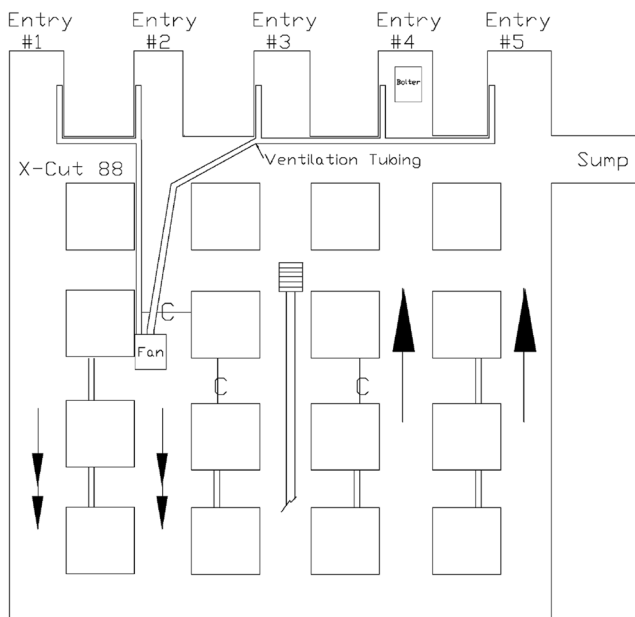 Entry Entry Entry Entry Entry
#1 #2 #3 #4 #5
Bolter
Ventilation Tubing
Sump
X-Cut 88
C
Fan
C
C